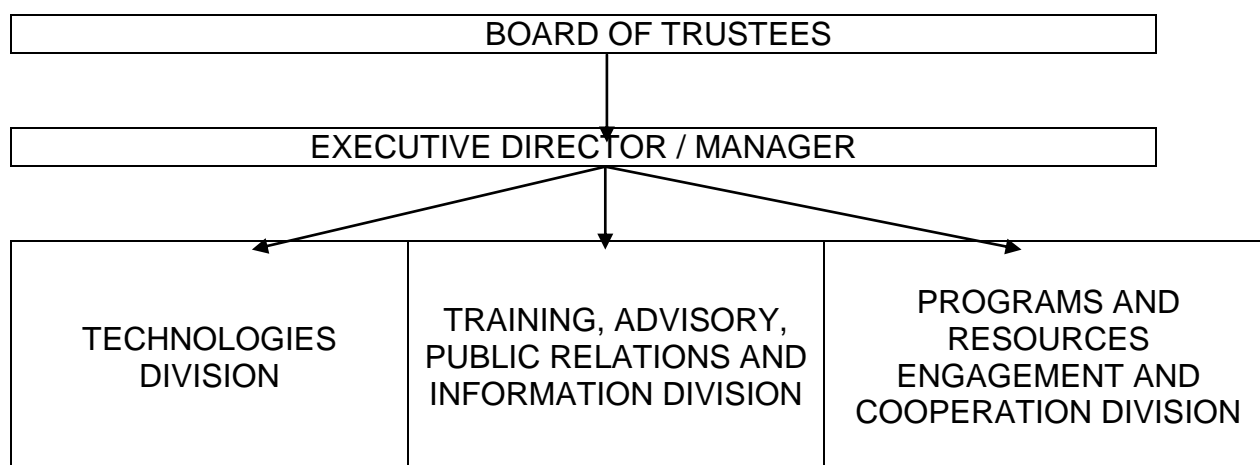 BOARD OF TRUSTEES
EXECUTIVE DIRECTOR / MANAGER
TECHNOLOGIES
DIVISION
TRAINING, ADVISORY,
PUBLIC RELATIONS AND
INFORMATION DIVISION
PROGRAMS AND
RESOURCES
ENGAGEMENT AND
COOPERATION DIVISION